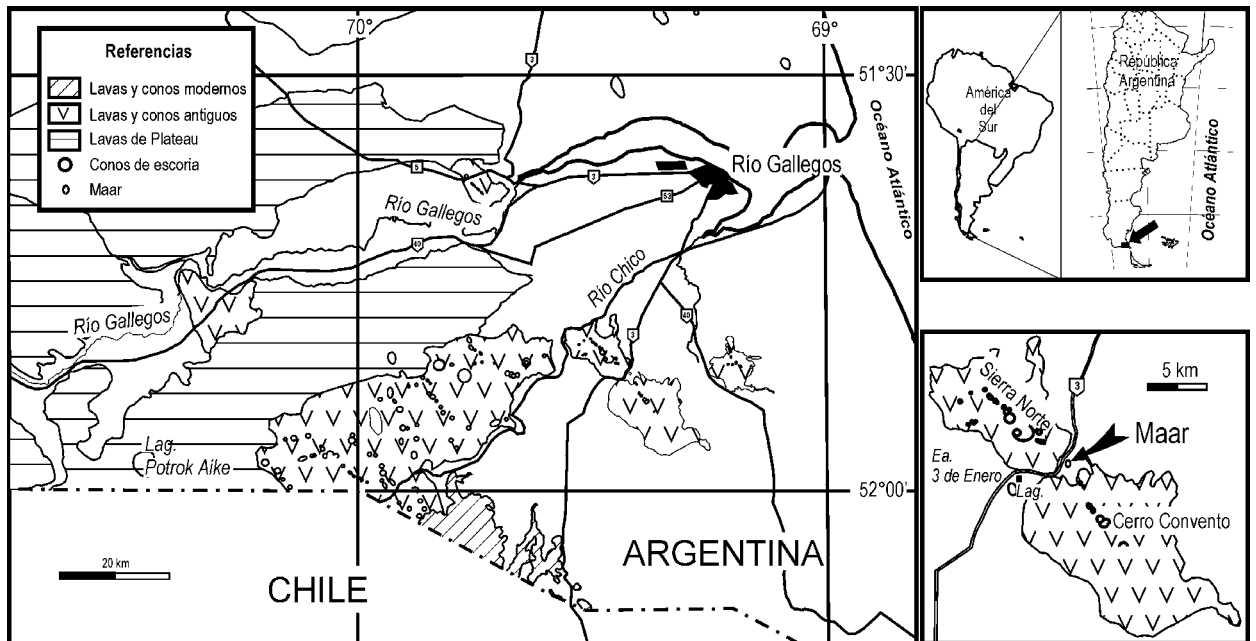 Referencias
Lavas y conos modernos
Lavas y conos antiguos
Lavas de Plateau
Conos de escoria
Maar
70°
69°
51°30'
52°00'
3
5
3
53
40
3
40
Río Gallegos
Río Gallegos
Río Gallegos
Río Chico
Océano Atlántico
Lag.
Potrok Aike
20 km
CHILE
ARGENTINA
América
del
Sur
República
Argentina
Océano Atlántico
5 km
3
Sierra Norte
Maar
Ea.
3 de Enero
Lag.
Cerro Convento